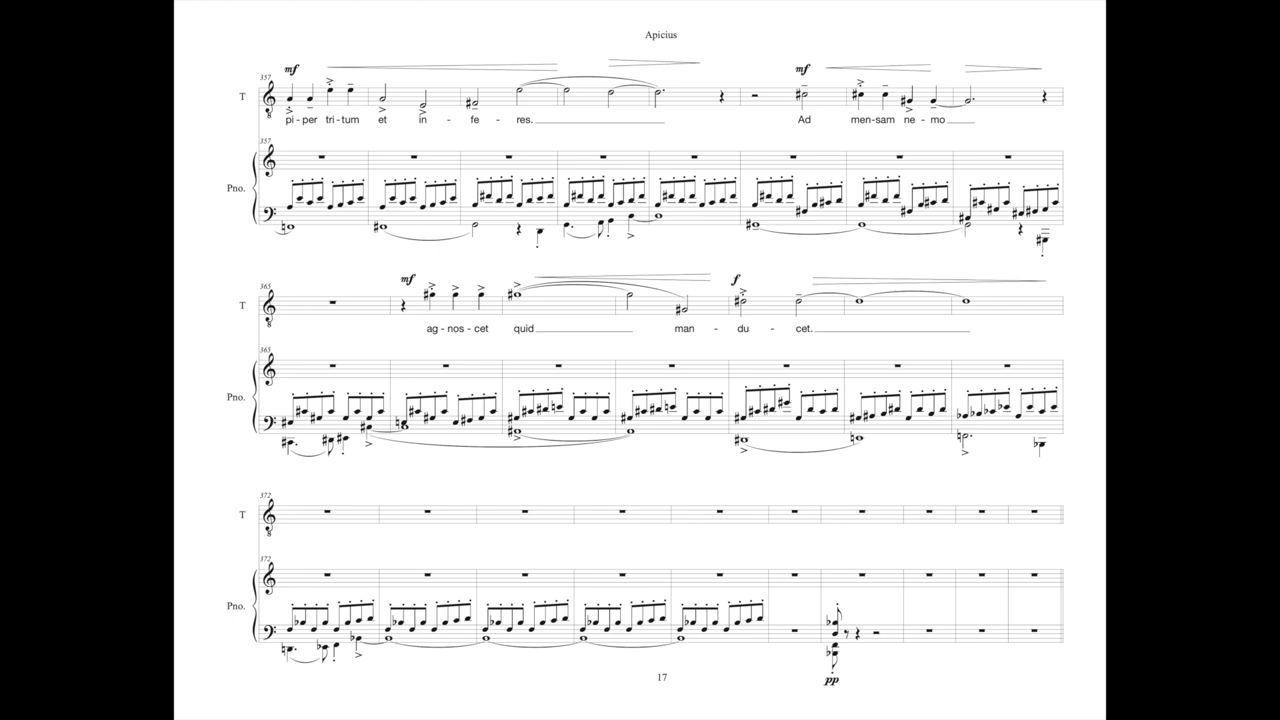 Apicius
mf mf
357
T
pi - per tri - tum et in - fe - res. Ad men - sam ne - mo
357
Pno.
mf f
365
T
ag - nos - cet quid man - du - cet.
365
Pno.
372
T
372
Pno.
pp
17